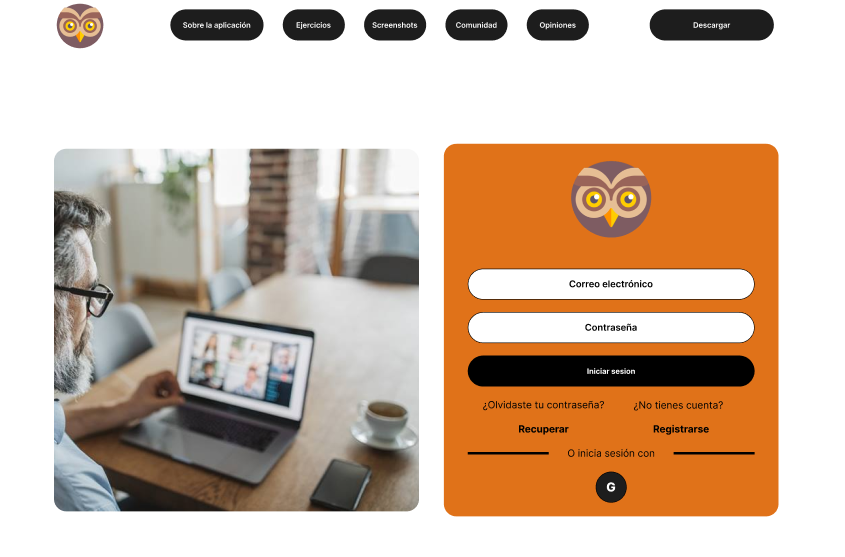 Sobre la aplicación
Ejercicios
Screenshots
Comunidad
Opiniones
Descargar
Correo electrónico
Contraseña
Iniciar sesion
¿Olvidaste tu contraseña?
¿No tienes cuenta?
Recuperar
Registrarse
O inicia sesión con
G